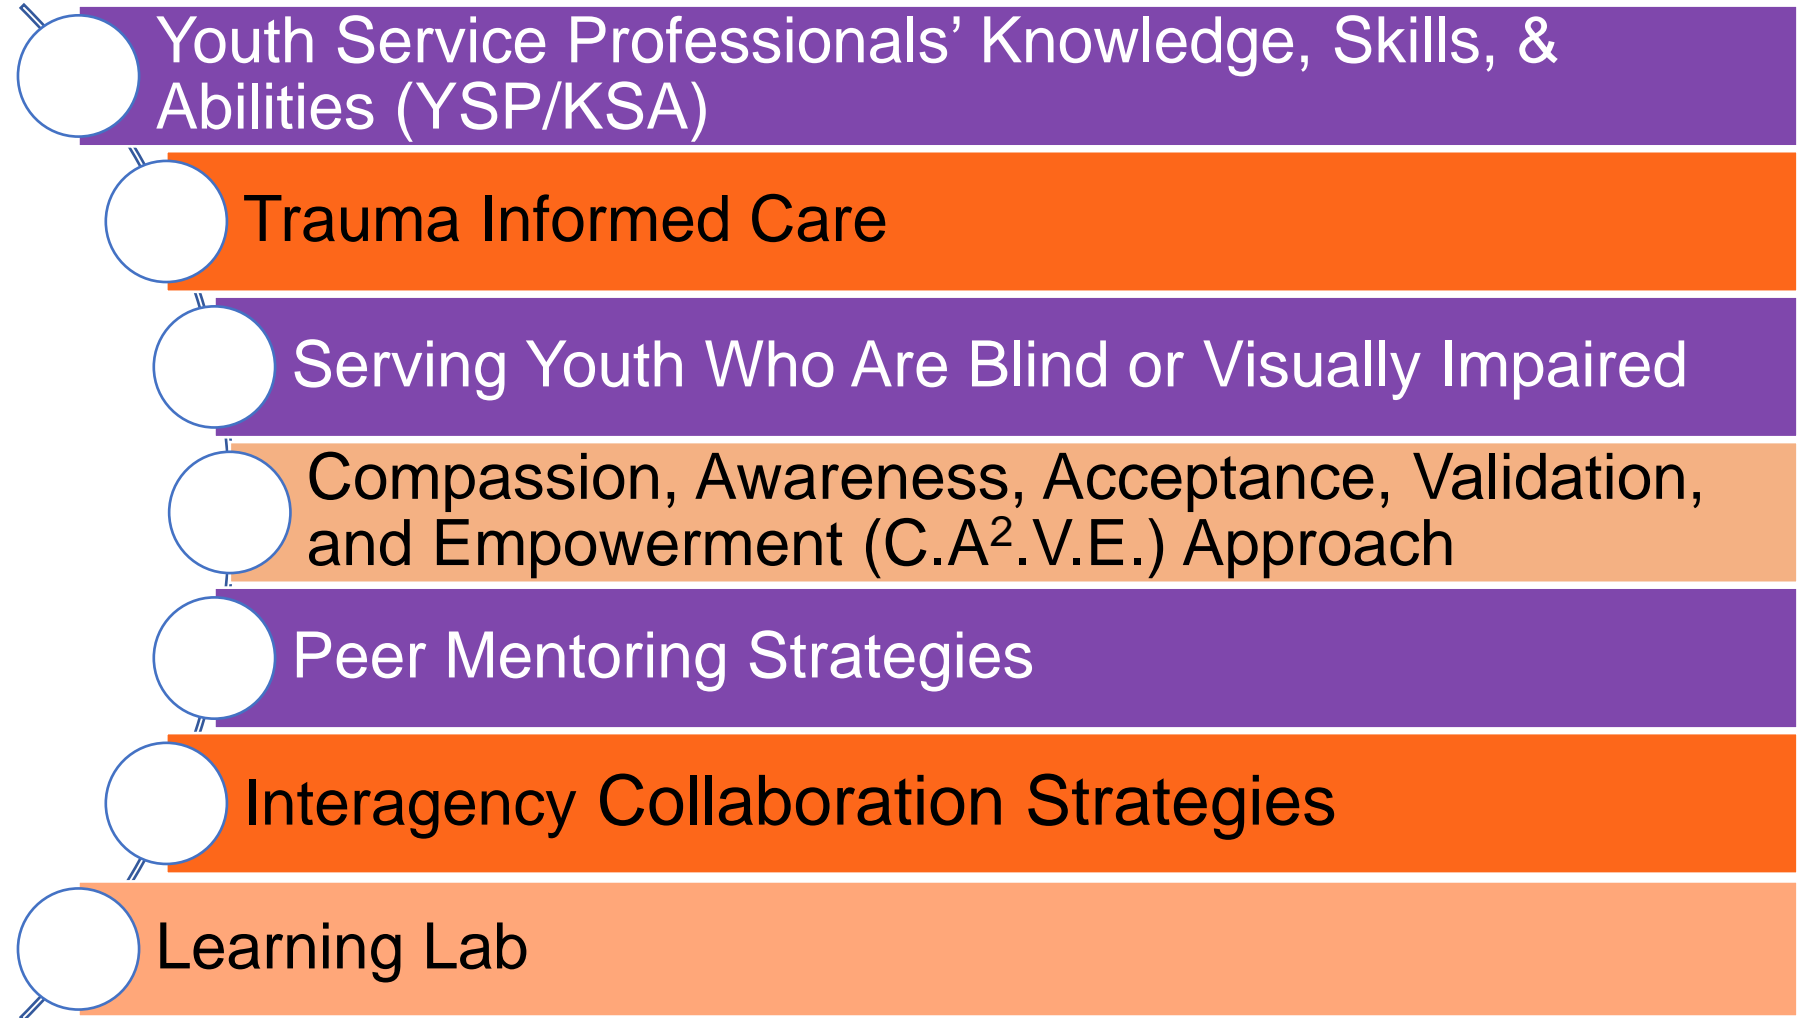 Youth Service Professionals’ Knowledge, Skills, &
Abilities (YSP/KSA)
Trauma Informed Care
Serving Youth Who Are Blind or Visually Impaired
Compassion, Awareness, Acceptance, Validation,
and Empowerment (C.A².V.E.) Approach
Peer Mentoring Strategies
Interagency Collaboration Strategies
Learning Lab